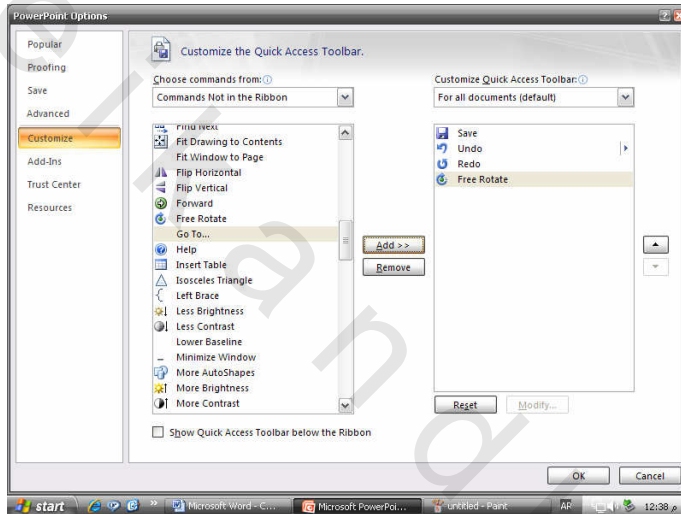 PowerPoint Options
Popular
Proofing
Save
Advanced
Customize
Add-Ins
Trust Center
Resources
Customize the Quick Access Toolbar.
Choose commands from:
Commands Not in the Ribbon
Find Next
Fit Drawing to Contents
Fit Window to Page
Flip Horizontal
Flip Vertical
Forward
Free Rotate
Go To...
Help
Insert Table
Isosceles Triangle
Left Brace
Less Brightness
Less Contrast
Lower Baseline
Minimize Window
More AutoShapes
More Brightness
More Contrast
Show Quick Access Toolbar below the Ribbon
Add >>
Remove
Customize Quick Access Toolbar:
For all documents (default)
Save
Undo
Redo
Free Rotate
Reset
Modify...
OK
Cancel
start
Microsoft Word - C...
Microsoft PowerPoi...
untitled - Paint
AR
12:38 م